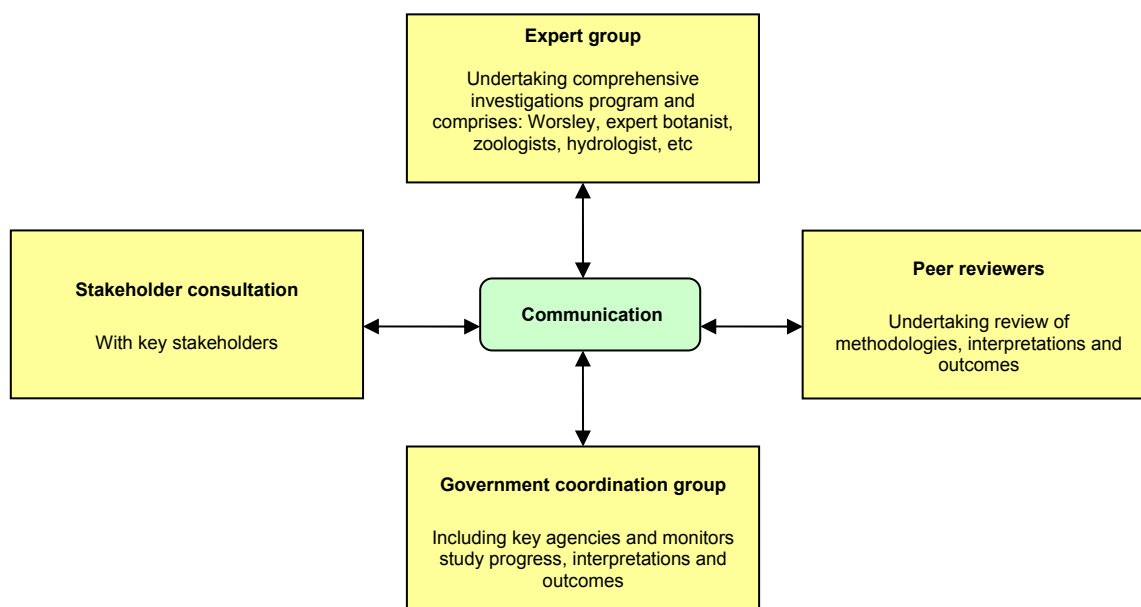 Expert group
Undertaking comprehensive
investigations program and
comprises: Worsley, expert botanist,
zoologists, hydrologist, etc
Stakeholder consultation
With key stakeholders
Communication
Peer reviewers
Undertaking review of
methodologies, interpretations and
outcomes
Government coordination group
Including key agencies and monitors
study progress, interpretations and
outcomes